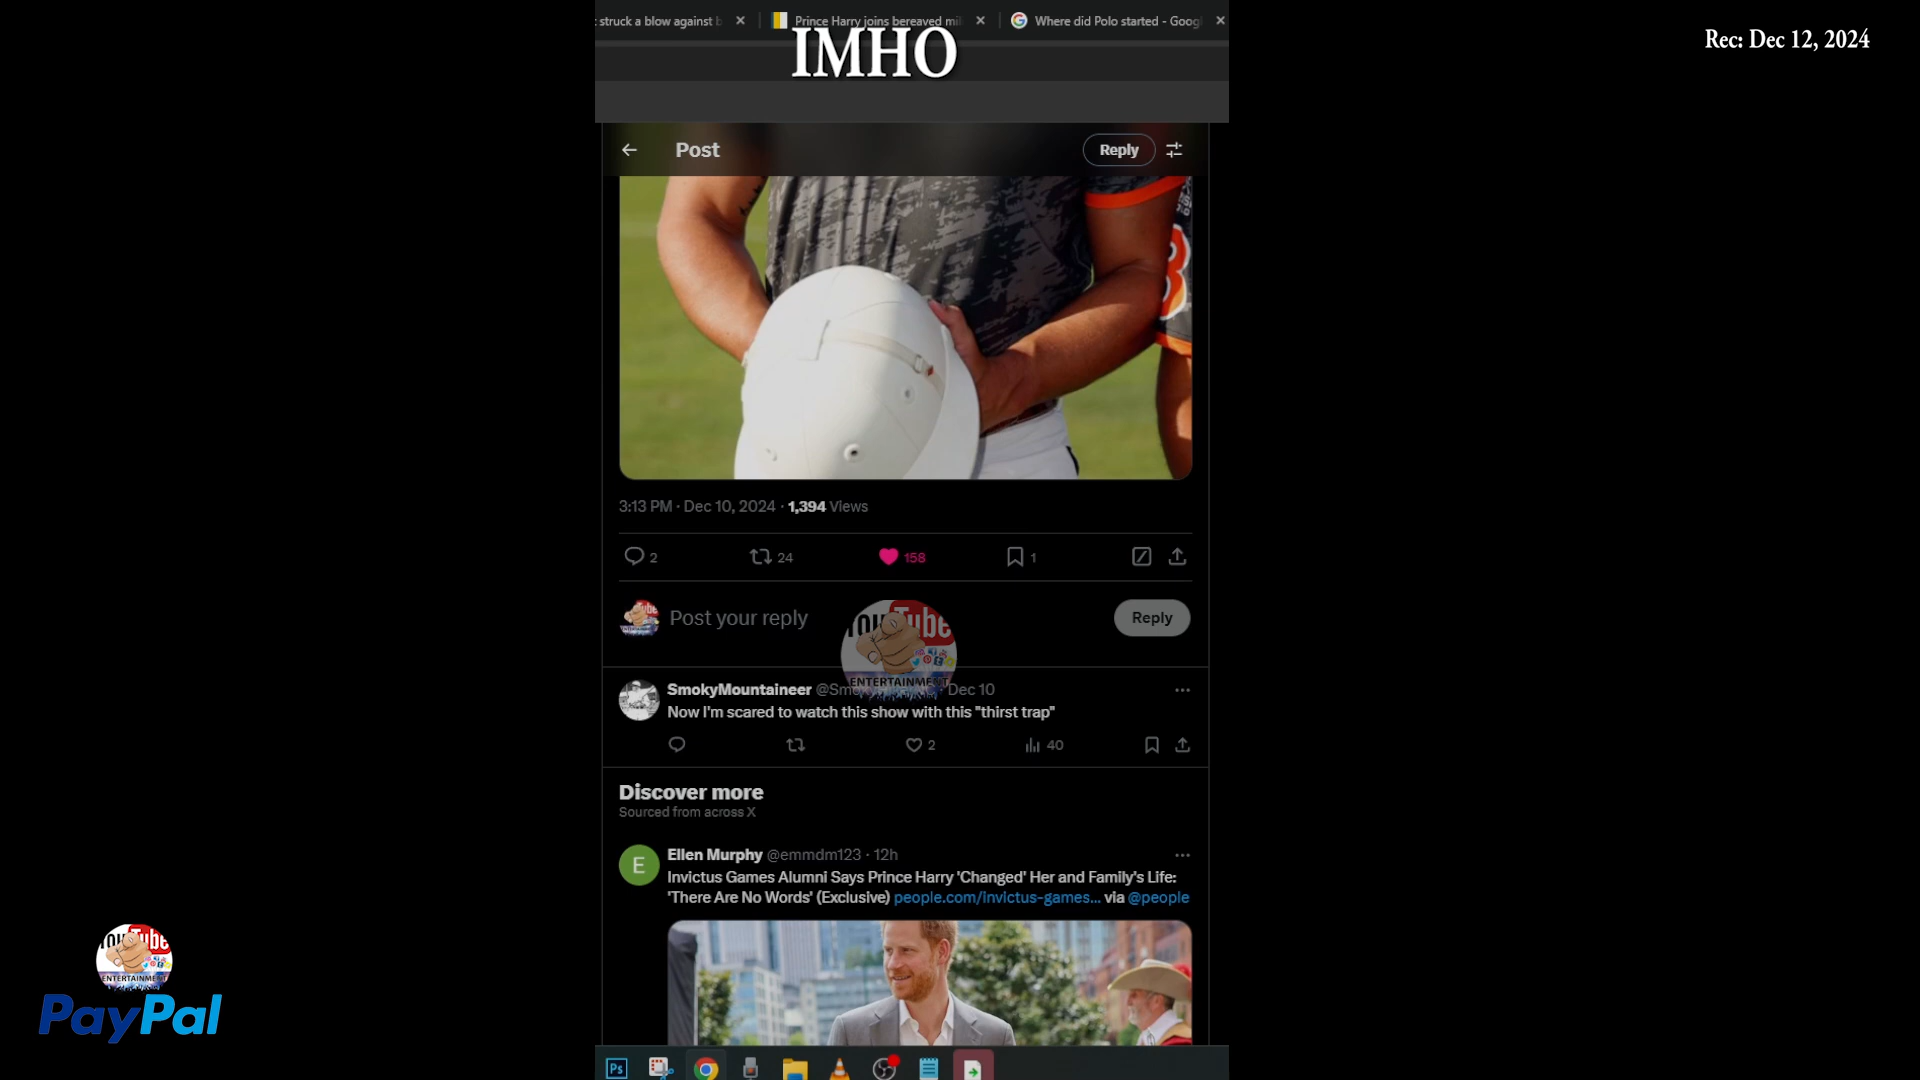 struck a blow against
Prince Harry joins bereaved mi
Where did Polo started - Goog
IMHO
Rec: Dec 12, 2024
Post
Reply
3:13 PM · Dec 10, 2024 · 1,394 Views
2
24
158
1
Post your reply
Reply
YouTube
ENTERTAINMENT
SmokyMountaineer · Dec 10
Now I'm scared to watch this show with this "thirst trap"
2
40
Discover more
Sourced from across X
E
Ellen Murphy @emmdm123 · 12h
Invictus Games Alumni Says Prince Harry 'Changed' Her and Family's Life:
'There Are No Words' (Exclusive) people.com/invictus-games... via @people
YouTube
ENTERTAINMENT
PayPal
Ps